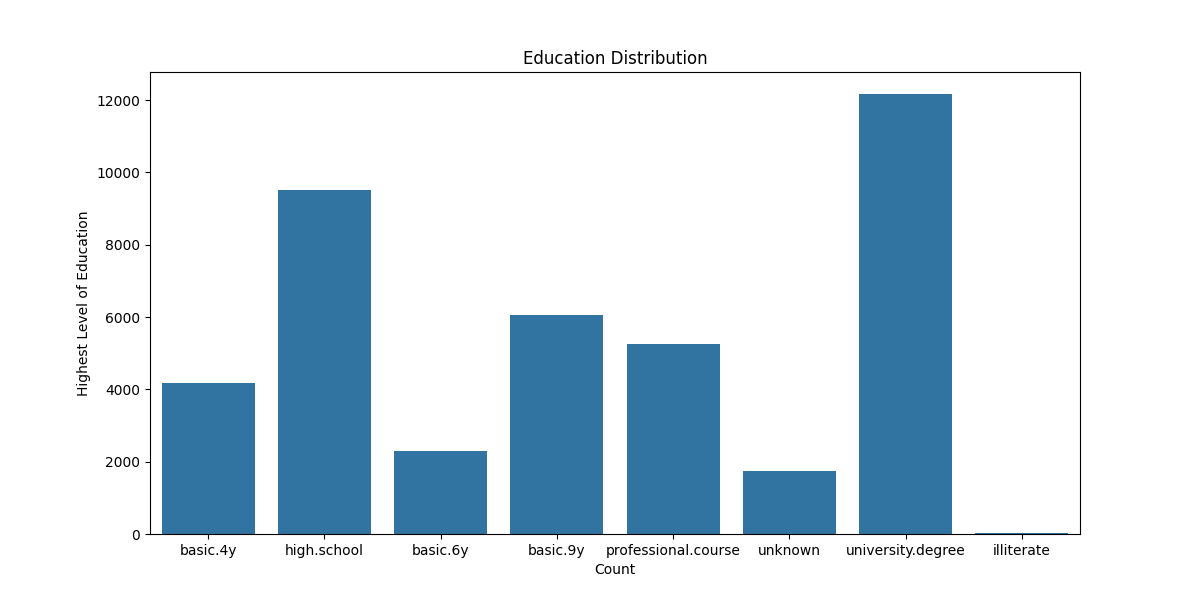 Education Distribution
Highest Level of Education
12000
10000
8000
6000
4000
2000
0
basic.4y high.school basic.6y basic.9y professional.course unknown university.degree illiterate
Count